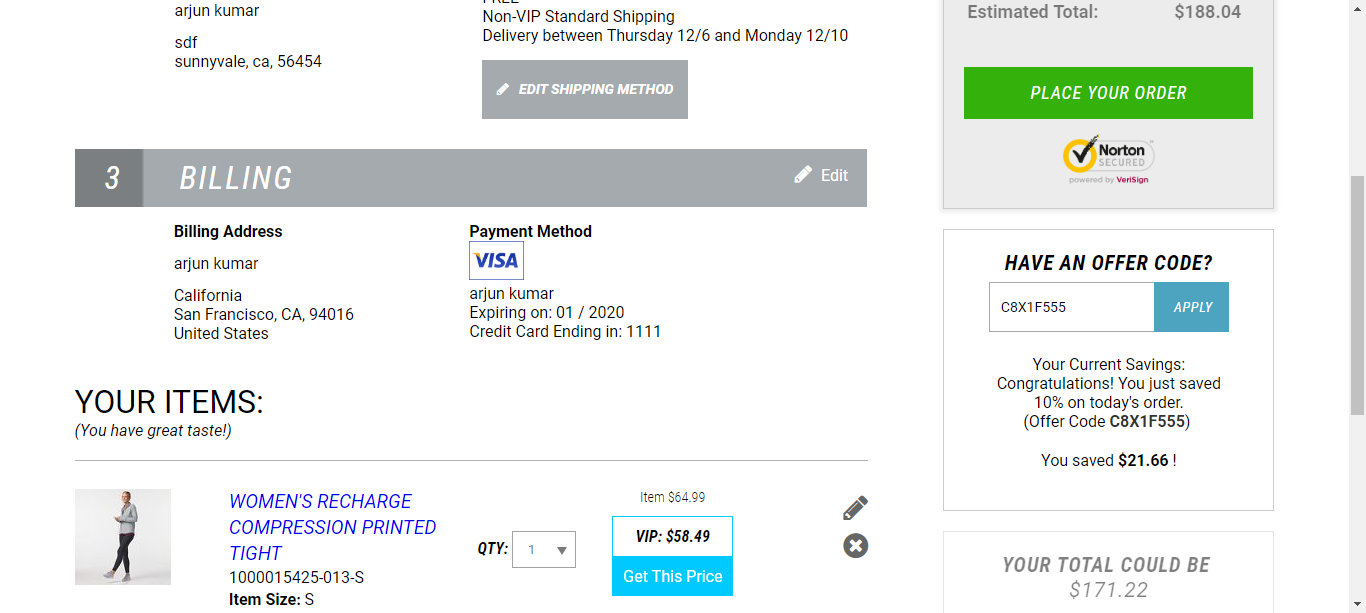 arjun kumar
sdf
sunnyvale, ca, 56454
Non-VIP Standard Shipping
Delivery between Thursday 12/6 and Monday 12/10
EDIT SHIPPING METHOD
3 BILLING Edit
Billing Address
arjun kumar
California
San Francisco, CA, 94016
United States
Payment Method
VISA
arjun kumar
Expiring on: 01 / 2020
Credit Card Ending in: 1111
YOUR ITEMS:
(You have great taste!)
WOMEN'S RECHARGE
COMPRESSION PRINTED
TIGHT
1000015425-013-S
Item Size: S
QTY: 1
Item $64.99
VIP: $58.49
Get This Price
Estimated Total: $188.04
PLACE YOUR ORDER
Norton
SECURED
powered by VeriSign
HAVE AN OFFER CODE?
C8X1F555 APPLY
Your Current Savings:
Congratulations! You just saved
10% on today's order.
(Offer Code C8X1F555)
You saved $21.66 !
YOUR TOTAL COULD BE
$171.22